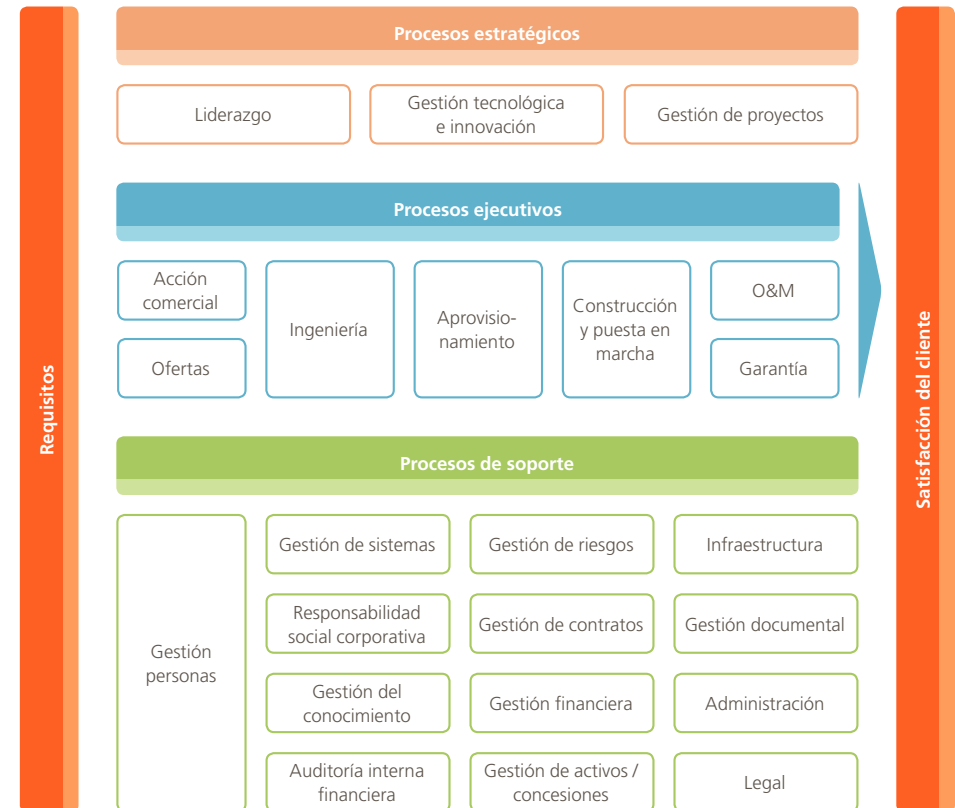 Requisitos
Procesos estratégicos
Liderazgo
Gestión tecnológica
e innovación
Gestión de proyectos
Procesos ejecutivos
Acción
comercial
Ofertas
Ingeniería
Aprovisio-
namiento
Construcción
y puesta en
marcha
O&M
Garantía
Procesos de soporte
Gestión
personas
Gestión de sistemas
Gestión de riesgos
Infraestructura
Responsabilidad
social corporativa
Gestión de contratos
Gestión documental
Gestión del
conocimiento
Gestión financiera
Administración
Auditoría interna
financiera
Gestión de activos /
concesiones
Legal
Satisfacción del cliente